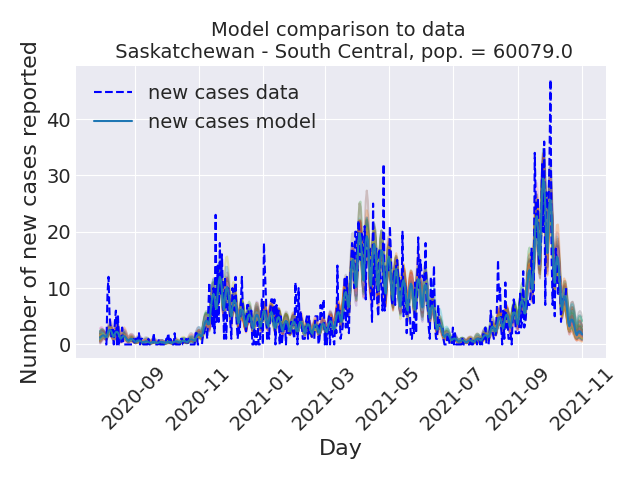 Model comparison to data
Saskatchewan - South Central, pop. = 60079.0
new cases data
new cases model
Number of new cases reported
40
30
20
10
0
2020-09
2020-11
2021-01
2021-03
2021-05
2021-07
2021-09
2021-11
Day